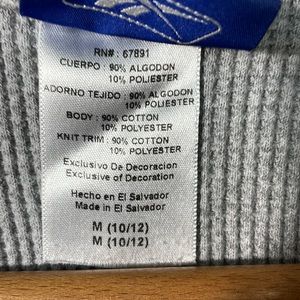 RN#: 67891
CUERPO : 90% ALGODON
10% POLIESTER
ADORNO TEJIDO : 90% ALGODON
10% POLIESTER
BODY : 90% COTTON
10% POLYESTER
KNIT TRIM : 90% COTTON
10% POLYESTER
Exclusivo De Decoracion
Exclusive of Decoration
Hecho en El Salvador
Made in El Salvador
M (10/12)
M (10/12)